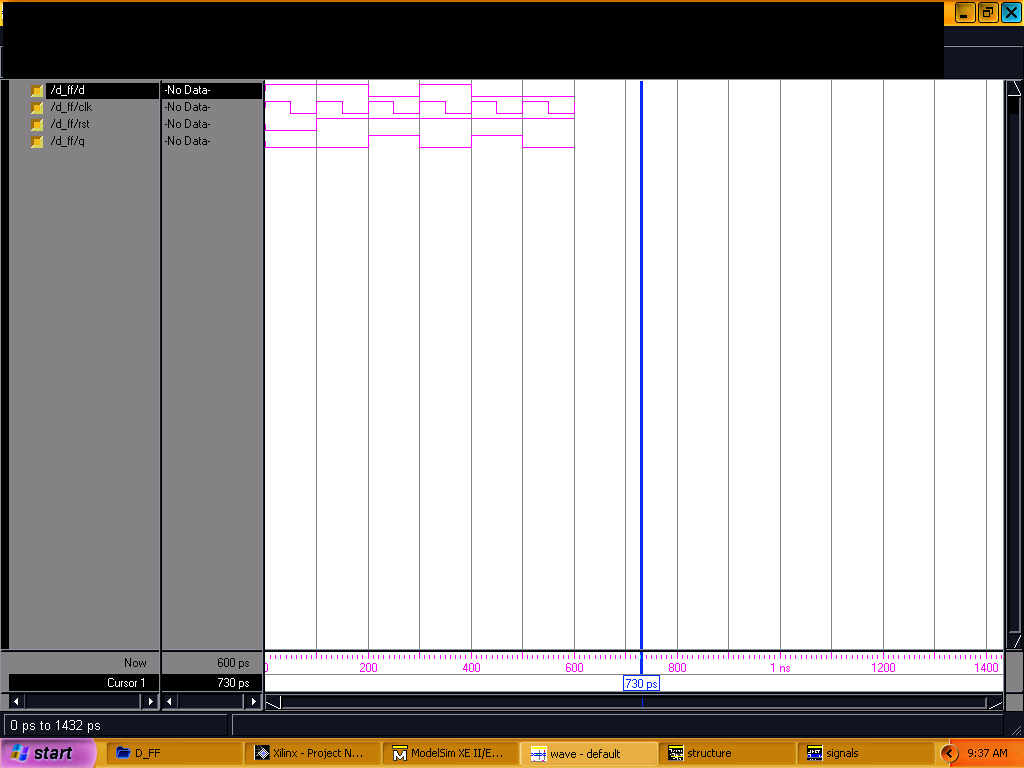 /d_ff/d -No Data-
/d_ff/clk -No Data-
/d_ff/rst -No Data-
/d_ff/q -No Data-
Now 600 ps
200 400 600 800 1 ns 1200 1400
Cursor 1 730 ps
730 ps
0 ps to 1432 ps
start D_FF Xilinx - Project N... ModelSim XE II/E... wave - default structure signals 9:37 AM